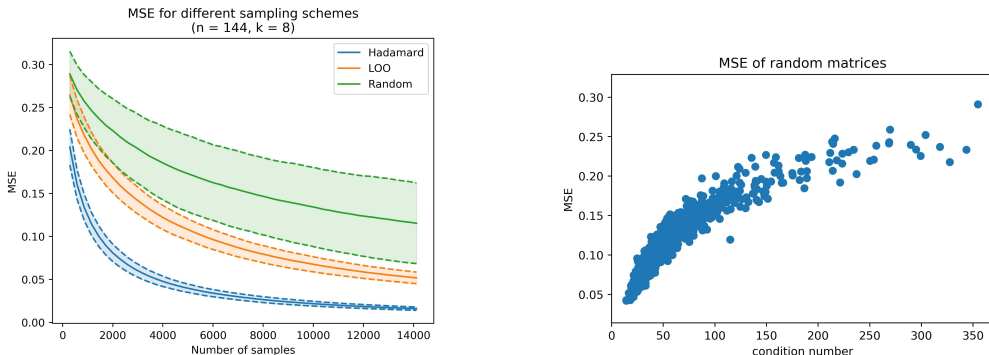 MSE for different sampling schemes
(n = 144, k = 8)
Hadamard
LOO
Random
0.30
0.25
0.20
0.15
0.10
0.05
0.00
MSE
0 2000 4000 6000 8000 10000 12000 14000
Number of samples
MSE of random matrices
0.30
0.25
0.20
0.15
0.10
0.05
MSE
0 50 100 150 200 250 300 350
condition number